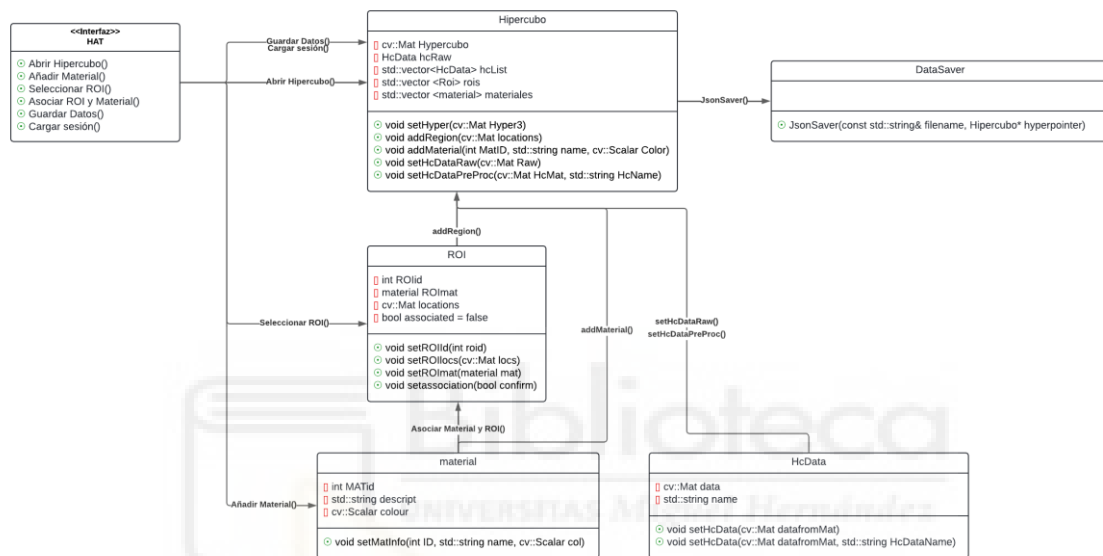 <<Interfaz>>
HAT
Abrir Hipercubo()
Añadir Material()
Seleccionar ROI()
Asociar ROI y Material()
Guardar Datos()
Cargar sesión()
Guardar Datos()
Cargar sesión()
Abrir Hipercubo()
Hipercubo
cv::Mat Hypercubo
HcData hcRaw
std::vector<HcData> hcList
std::vector <Roi> rois
std::vector <material> materiales
void setHyper(cv::Mat Hyper3)
void addRegion(cv::Mat locations)
void addMaterial(int MatID, std::string name, cv::Scalar Color)
void setHcDataRaw(cv::Mat Raw)
void setHcDataPreProc(cv::Mat HcMat, std::string HcName)
JsonSaver()
DataSaver
JsonSaver(const std::string& filename, Hipercubo* hyperpointer)
addRegion()
ROI
int ROIid
material ROImat
cv::Mat locations
bool associated = false
void setROIId(int roid)
void setROIlocs(cv::Mat locs)
void setROImat(material mat)
void setassociation(bool confirm)
Seleccionar ROI()
addMaterial()
setHcDataRaw()
setHcDataPreProc()
Asociar Material y ROI()
Añadir Material()
material
int MATid
std::string descript
cv::Scalar colour
void setMatInfo(int ID, std::string name, cv::Scalar col)
HcData
cv::Mat data
std::string name
void setHcData(cv::Mat datafromMat)
void setHcData(cv::Mat datafromMat, std::string HcDataName)
Biblioteca
UNIVERSITAS Miguel Hernández